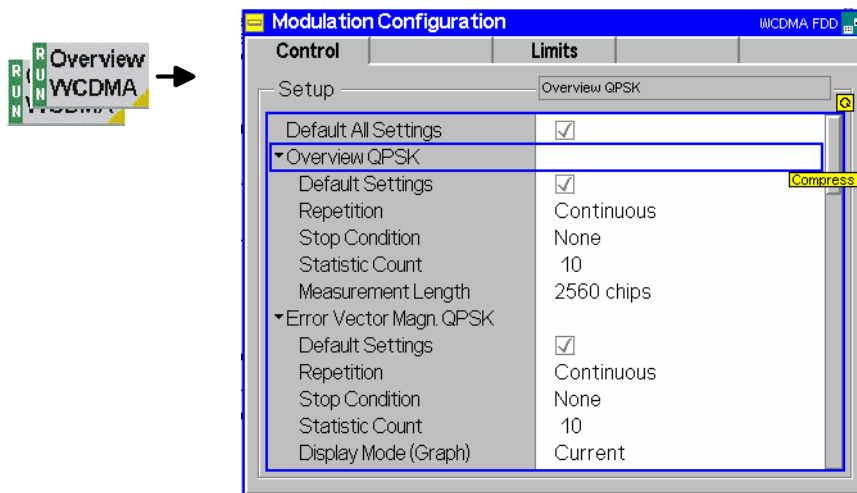 Modulation Configuration
WCDMA FDD
Control
Limits
RUN
Overview
WCDMA
RUN
WCDMA
Setup
Overview QPSK
Default All Settings
Overview QPSK
Compress
Default Settings
Repetition Continuous
Stop Condition None
Statistic Count 10
Measurement Length 2560 chips
Error Vector Magn. QPSK
Default Settings
Repetition Continuous
Stop Condition None
Statistic Count 10
Display Mode (Graph) Current